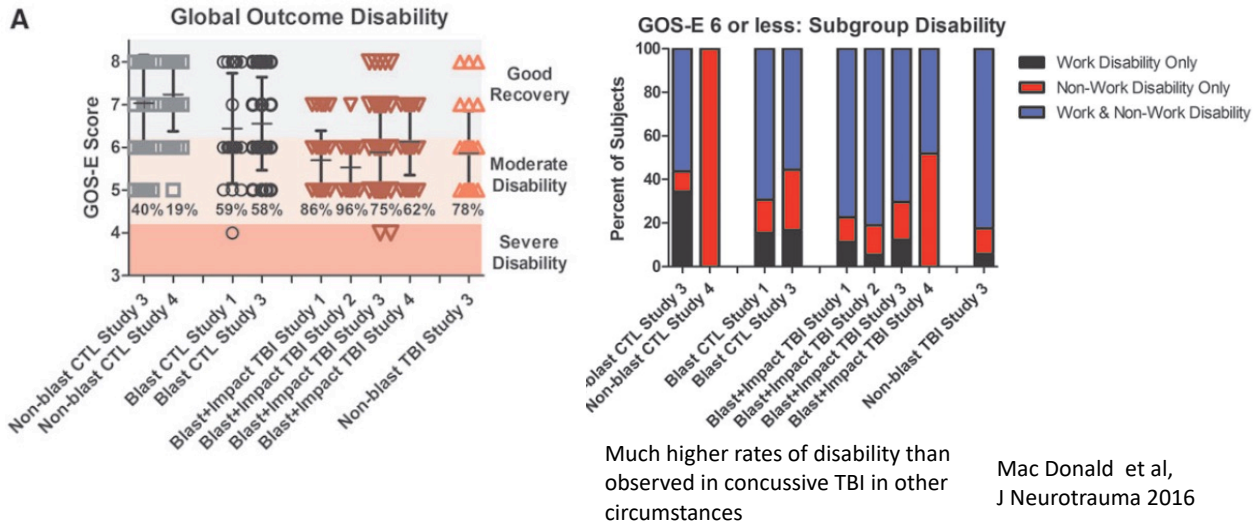 A
Global Outcome Disability
GOS-E Score
8
7
6
5
4
3
Good
Recovery
Moderate
Disability
Severe
Disability
40% 19% 59% 58% 86% 96% 75% 62% 78%
Non-blast CTL Study 3
Non-blast CTL Study 4
Blast CTL Study 1
Blast CTL Study 3
Blast+Impact TBI Study 1
Blast+Impact TBI Study 2
Blast+Impact TBI Study 3
Blast+Impact TBI Study 4
Non-blast TBI Study 3
GOS-E 6 or less: Subgroup Disability
Percent of Subjects
100
80
60
40
20
0
Work Disability Only
Non-Work Disability Only
Work & Non-Work Disability
-blast CTL Study 3
Non-blast CTL Study 4
Blast CTL Study 1
Blast CTL Study 3
Blast+Impact TBI Study 1
Blast+Impact TBI Study 2
Blast+Impact TBI Study 3
Blast+Impact TBI Study 4
Non-blast TBI Study 3
Much higher rates of disability than
observed in concussive TBI in other
circumstances
Mac Donald et al,
J Neurotrauma 2016